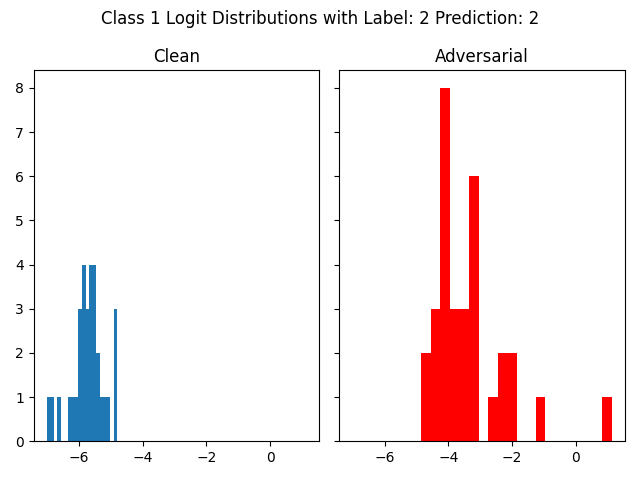 Class 1 Logit Distributions with Label: 2 Prediction: 2
Clean
Adversarial
8
7
6
5
4
3
2
1
0
−6 −4 −2 0
−6 −4 −2 0